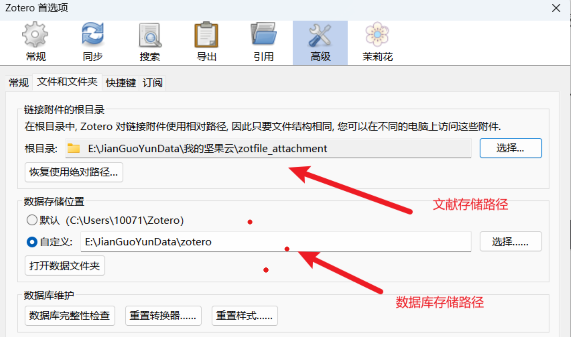 Zotero 首选项
常规 同步 搜索 导出 引用 高级 茉莉花
常规 文件和文件夹 快捷键 订阅
链接附件的根目录
在根目录中, Zotero 对链接附件使用相对路径, 因此只要文件结构相同, 您可以在不同的电脑上访问这些附件.
根目录: E:\JianGuoYunData\我的坚果云\zotfile_attachment 选择...
恢复使用绝对路径...
文献存储路径
数据存储位置
默认（C:\Users\10071\Zotero）
自定义: E:\JianGuoYunData\zotero 选择......
打开数据文件夹
数据库存储路径
数据库维护
数据库完整性检查 重置转换器...... 重置样式......